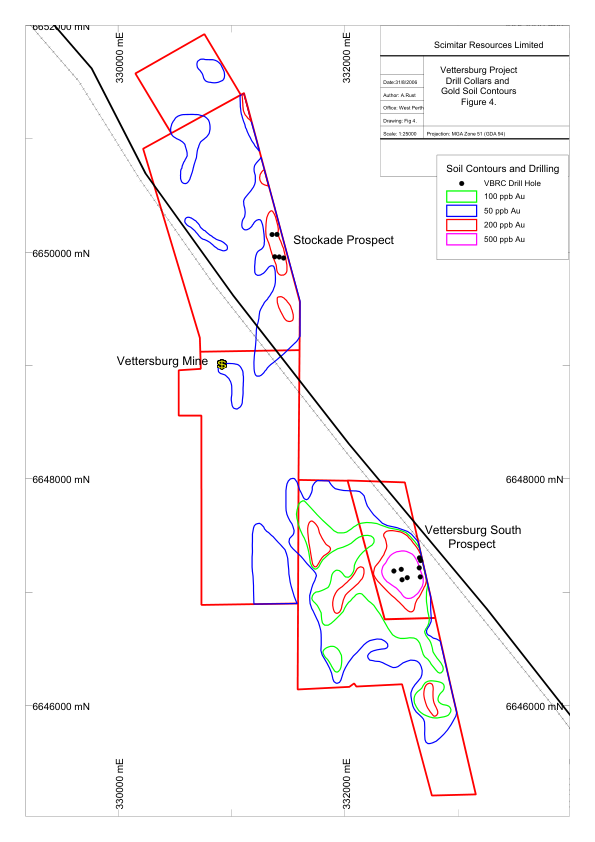 6652000 mN
330000 mE
332000 mE
Scimitar Resources Limited
Vettersburg Project
Drill Collars and
Gold Soil Contours
Figure 4.
Date:31/8/2006
Author: A.Rust
Office: West Perth
Drawing: Fig 4.
Scale: 1:25000
Projection: MGA Zone 51 (GDA 94)
Soil Contours and Drilling
VBRC Drill Hole
100 ppb Au
50 ppb Au
200 ppb Au
500 ppb Au
Stockade Prospect
6650000 mN
Vettersburg Mine
6648000 mN
6648000 mN
Vettersburg South
Prospect
6646000 mN
6646000 mN
330000 mE
332000 mE